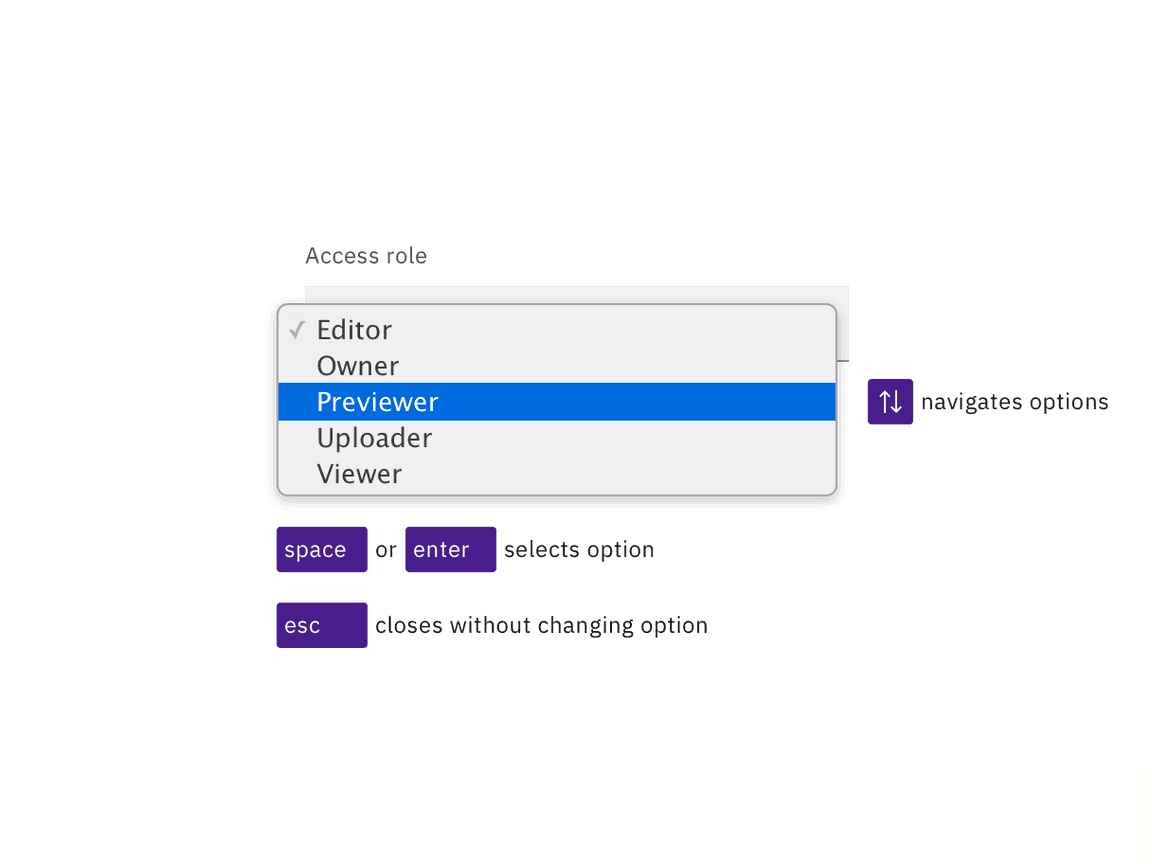 Access role
✓ Editor
Owner
Previewer
↑↓ navigates options
Uploader
Viewer
space or enter selects option
esc closes without changing option